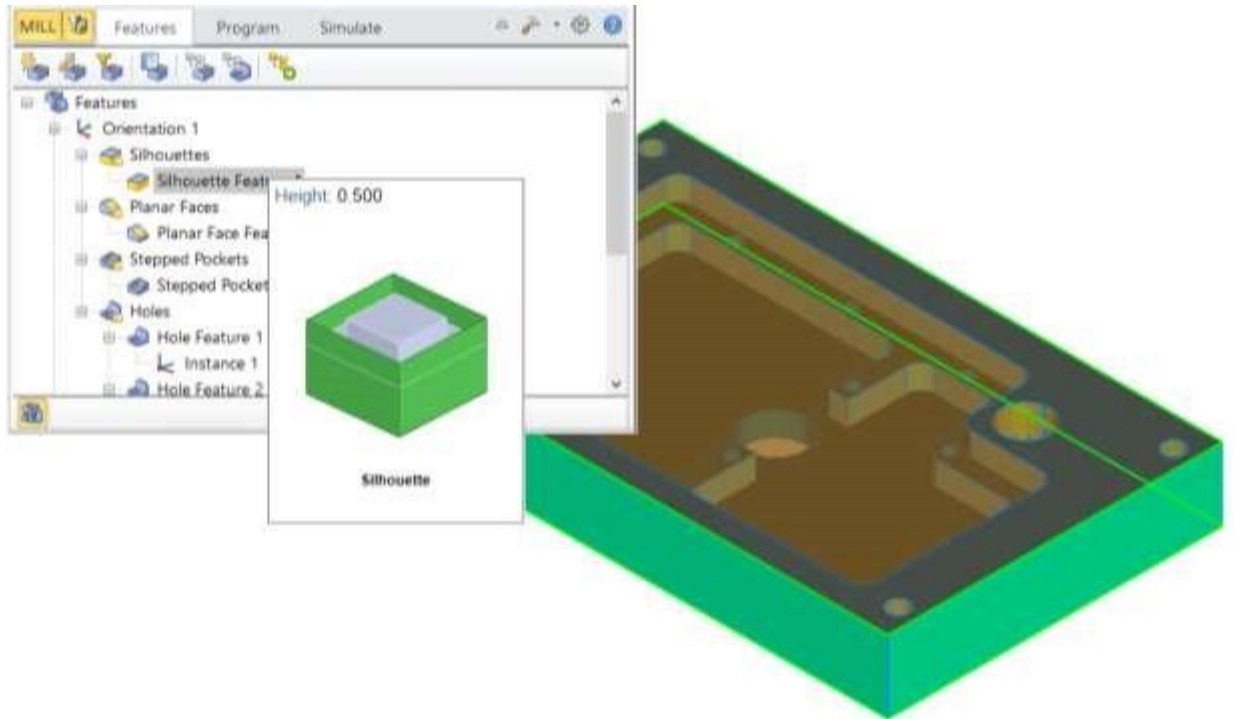 MILL Features Program Simulate
Features
Orientation 1
Silhouettes
Silhouette Feat
Height: 0.500
Planar Faces
Planar Face Fea
Stepped Pockets
Stepped Pocket
Holes
Hole Feature 1
Instance 1
Hole Feature 2
Silhouette